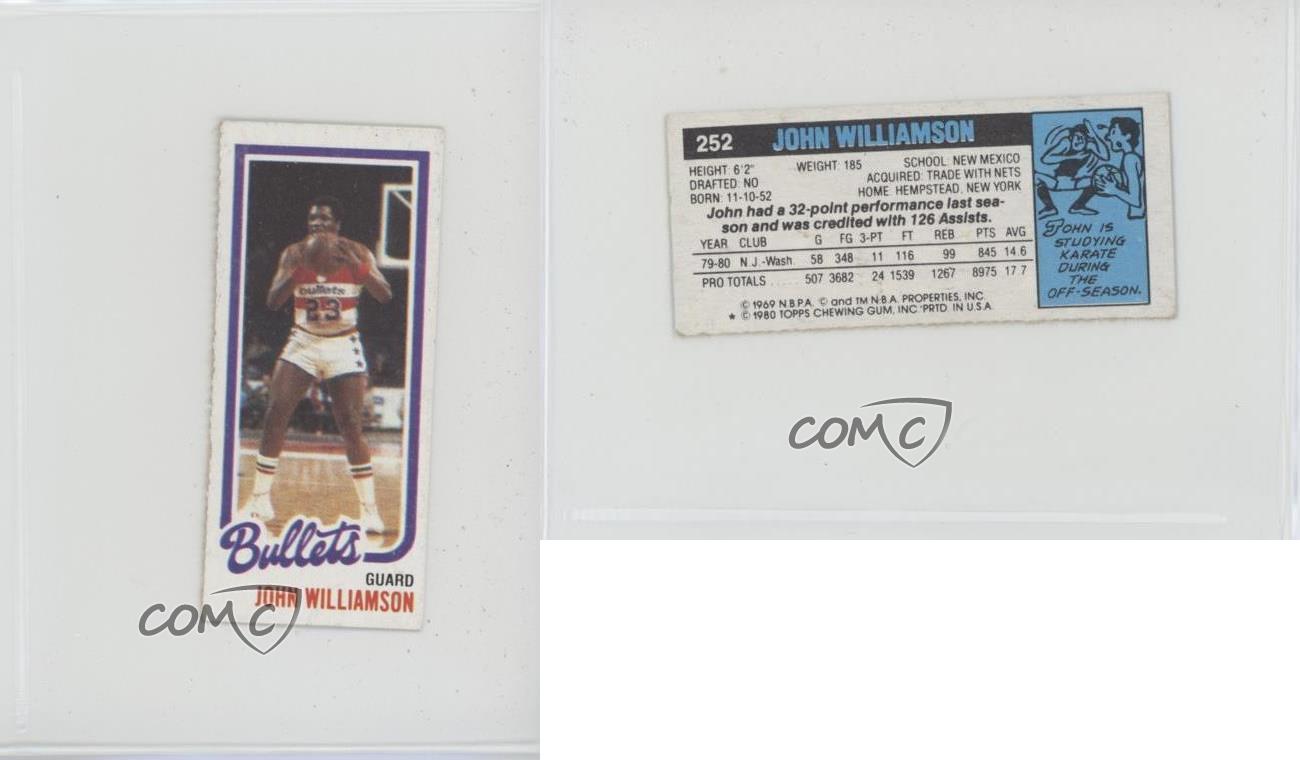 bullets
23
Bullets
GUARD
JOHN WILLIAMSON
COMC
252 JOHN WILLIAMSON
HEIGHT: 6'2" WEIGHT: 185 SCHOOL: NEW MEXICO
DRAFTED: NO ACQUIRED: TRADE WITH NETS
BORN: 11-10-52 HOME: HEMPSTEAD, NEW YORK
John had a 32-point performance last sea-
son and was credited with 126 Assists.
YEAR CLUB G FG 3-PT FT REB PTS AVG
79-80 N.J.-Wash. 58 348 11 116 99 845 14.6
PRO TOTALS ...... 507 3682 24 1539 1267 8975 17.7
© 1969 N.B.P.A. © and TM N.B.A. PROPERTIES, INC.
* © 1980 TOPPS CHEWING GUM, INC. PRTD. IN U.S.A.
JOHN IS
STUDYING
KARATE
DURING
THE
OFF-SEASON.
COMC